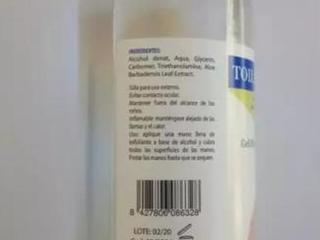 INGREDIENTES:
Alcohol denat, Aqua, Glycerin,
Carbomer, Triethanolamine, Aloe
Barbadensis Leaf Extract.
Sólo para uso externo.
Evitar contacto ocular.
Mantener fuera del alcance de los
niños.
Inflamable manténgase alejado de las
llamas y el calor.
Uso: aplique una mano llena de
exfoliante a base de alcohol y cubra
todas las superficies de las manos.
Frotar las manos hasta que se sequen.
8 427806 086328
LOTE: 02/20
TOI
Gel